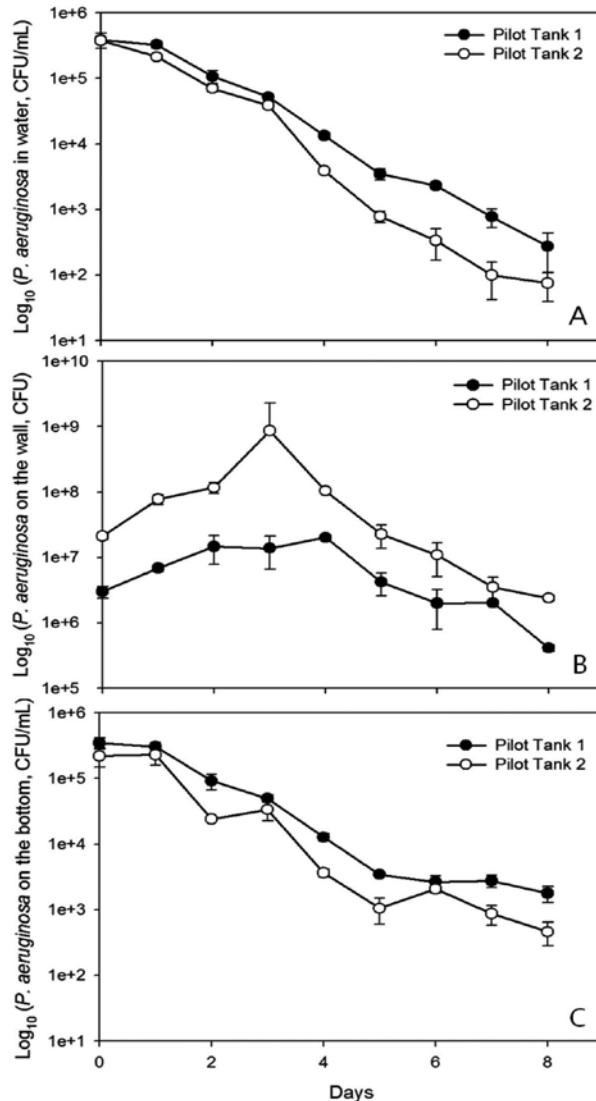 Log₁₀ (P. aeruginosa in water, CFU/mL)
1e+6
1e+5
1e+4
1e+3
1e+2
1e+1
Pilot Tank 1
Pilot Tank 2
A
Log₁₀ (P. aeruginosa on the wall, CFU)
1e+10
1e+9
1e+8
1e+7
1e+6
1e+5
Pilot Tank 1
Pilot Tank 2
B
Log₁₀ (P. aeruginosa on the bottom, CFU/mL)
1e+6
1e+5
1e+4
1e+3
1e+2
1e+1
Pilot Tank 1
Pilot Tank 2
C
0 2 4 6 8
Days